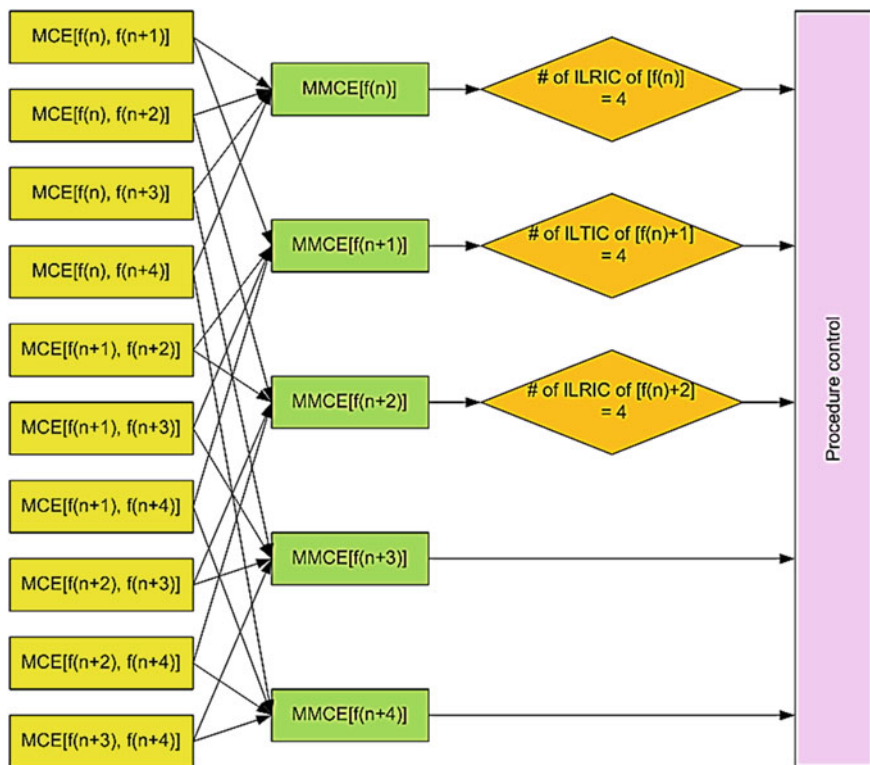 MCE[f(n), f(n+1)]
MCE[f(n), f(n+2)]
MCE[f(n), f(n+3)]
MCE[f(n), f(n+4)]
MCE[f(n+1), f(n+2)]
MCE[f(n+1), f(n+3)]
MCE[f(n+1), f(n+4)]
MCE[f(n+2), f(n+3)]
MCE[f(n+2), f(n+4)]
MCE[f(n+3), f(n+4)]
MMCE[f(n)]
MMCE[f(n+1)]
MMCE[f(n+2)]
MMCE[f(n+3)]
MMCE[f(n+4)]
# of ILRIC of [f(n)]
= 4
# of ILTIC of [f(n)+1]
= 4
# of ILRIC of [f(n)+2]
= 4
Procedure control